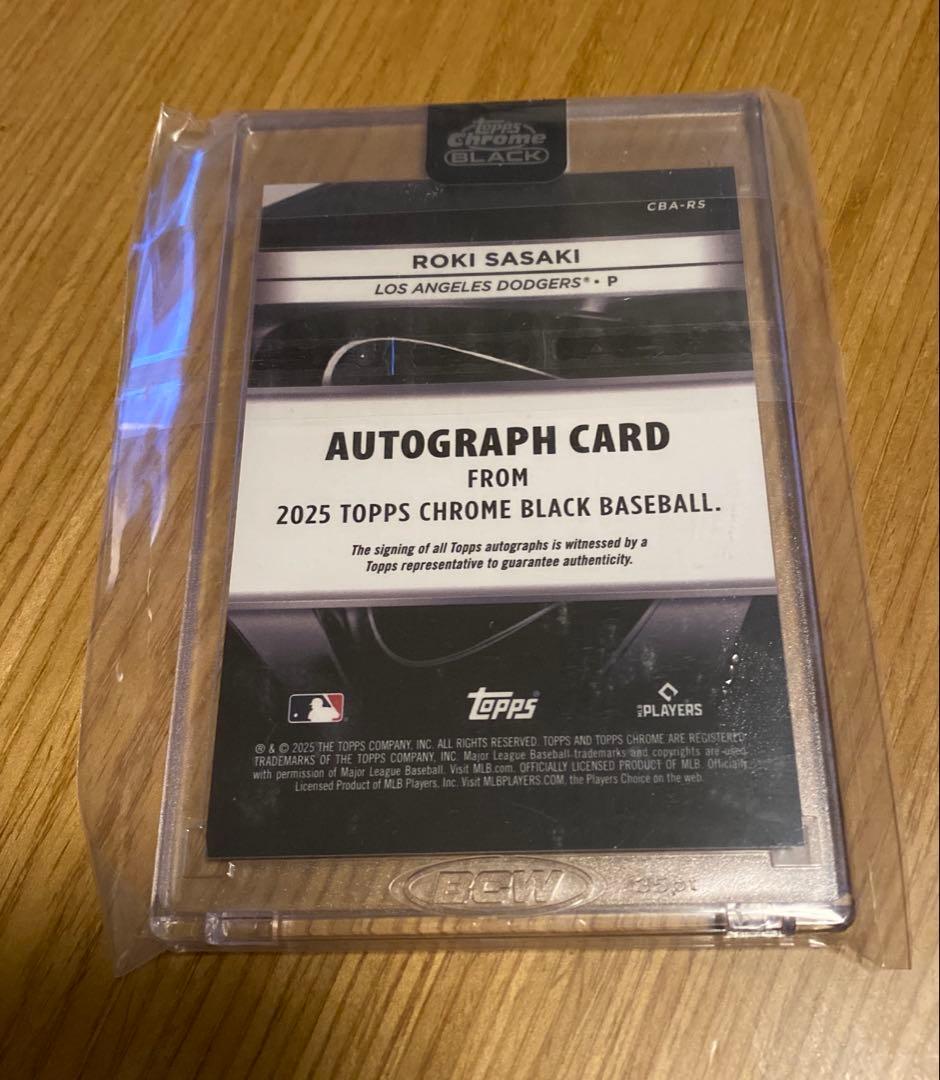 Topps
Chrome
BLACK
CBA-RS
ROKI SASAKI
LOS ANGELES DODGERS® • P
AUTOGRAPH CARD
FROM
2025 TOPPS CHROME BLACK BASEBALL.
The signing of all Topps autographs is witnessed by a
Topps representative to guarantee authenticity.
Topps®
MLB PLAYERS
® & © 2025 THE TOPPS COMPANY, INC. ALL RIGHTS RESERVED. TOPPS AND TOPPS CHROME ARE REGISTERED
TRADEMARKS OF THE TOPPS COMPANY, INC. Major League Baseball trademarks and copyrights are used
with permission of Major League Baseball. Visit MLB.com. OFFICIALLY LICENSED PRODUCT OF MLB. Officially
Licensed Product of MLB Players, Inc. Visit MLBPLAYERS.COM, the Players Choice on the web.
BCW
35pt